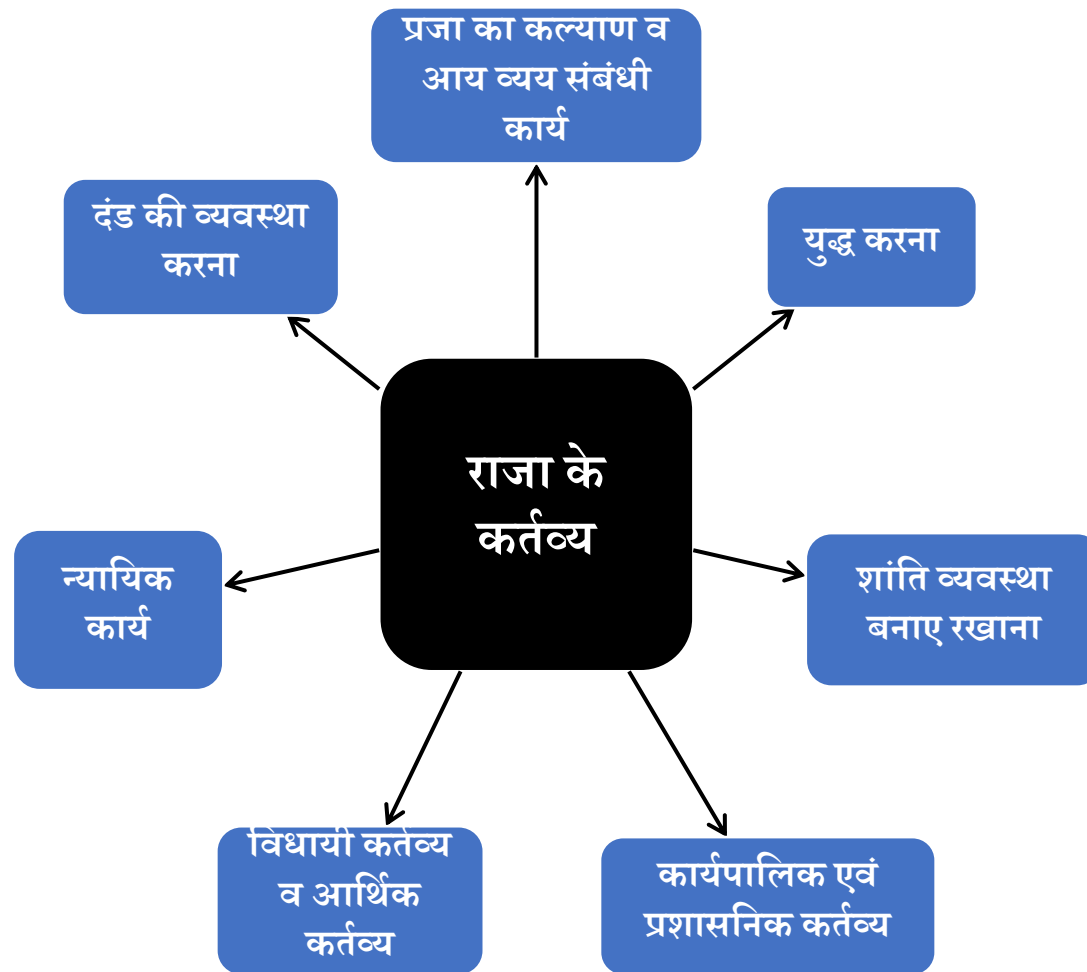 प्रजा का कल्याण व
आय व्यय संबंधी
कार्य
दंड की व्यवस्था
करना
युद्ध करना
राजा के
कर्तव्य
न्यायिक
कार्य
शांति व्यवस्था
बनाए रखाना
विधायी कर्तव्य
व आर्थिक
कर्तव्य
कार्यपालिक एवं
प्रशासनिक कर्तव्य